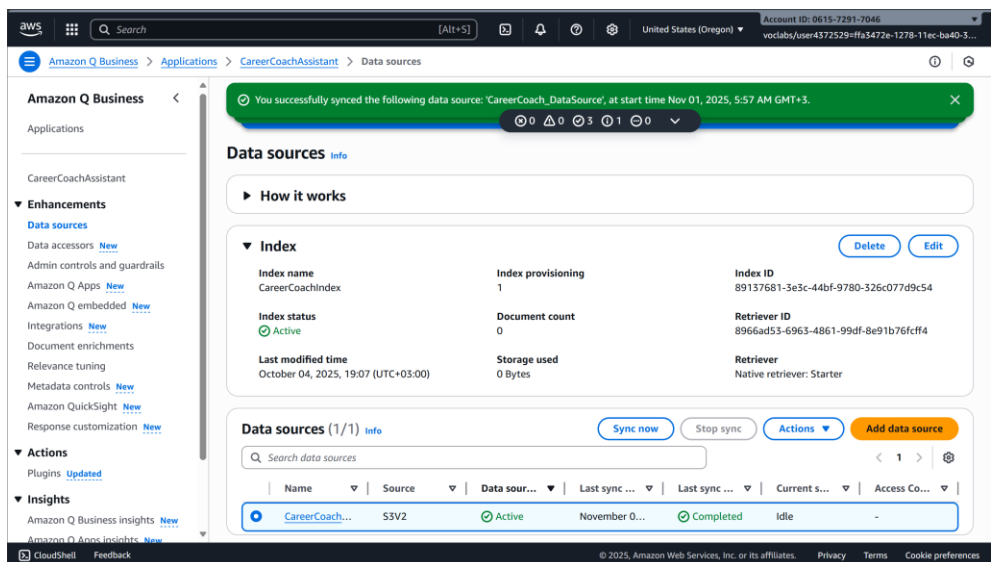 aws
Search [Alt+S] United States (Oregon) ▼
Account ID: 0615-7291-7046
voclabs/user4372529=ffa3472e-1278-11ec-ba40-3...
Amazon Q Business > Applications > CareerCoachAssistant > Data sources
Amazon Q Business
Applications
CareerCoachAssistant
Enhancements
Data sources
Data accessors New
Admin controls and guardrails
Amazon Q Apps New
Amazon Q embedded New
Integrations New
Document enrichments
Relevance tuning
Metadata controls New
Amazon QuickSight New
Response customization New
Actions
Plugins Updated
Insights
Amazon Q Business insights New
Amazon Q Apps insights New
You successfully synced the following data source: 'CareerCoach_DataSource', at start time Nov 01, 2025, 5:57 AM GMT+3.
0 0 3 1 0
Data sources Info
How it works
Index
Delete Edit
Index name Index provisioning Index ID
CareerCoachIndex 1 89137681-3e3c-44bf-9780-326c077d9c54
Index status Document count Retriever ID
Active 0 8966ad53-6963-4861-99df-8e91b76fcff4
Last modified time Storage used Retriever
October 04, 2025, 19:07 (UTC+03:00) 0 Bytes Native retriever: Starter
Data sources (1/1) Info Sync now Stop sync Actions ▼ Add data source
Search data sources < 1 >
Name Source Data sour... Last sync ... Last sync ... Current s... Access Co...
CareerCoach... S3V2 Active November 0... Completed Idle -
CloudShell Feedback © 2025, Amazon Web Services, Inc. or its affiliates. Privacy Terms Cookie preferences